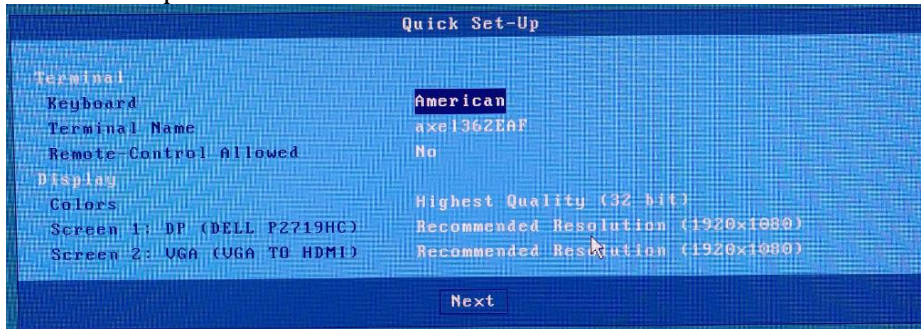 Quick Set-Up
Terminal
Keyboard American
Terminal Name axel362EAF
Remote-Control Allowed No
Display
Colors Highest Quality (32 bit)
Screen 1: DP (DELL P2719HC) Recommended Resolution (1920x1080)
Screen 2: VGA (VGA TO HDMI) Recommended Resolution (1920x1080)
Next